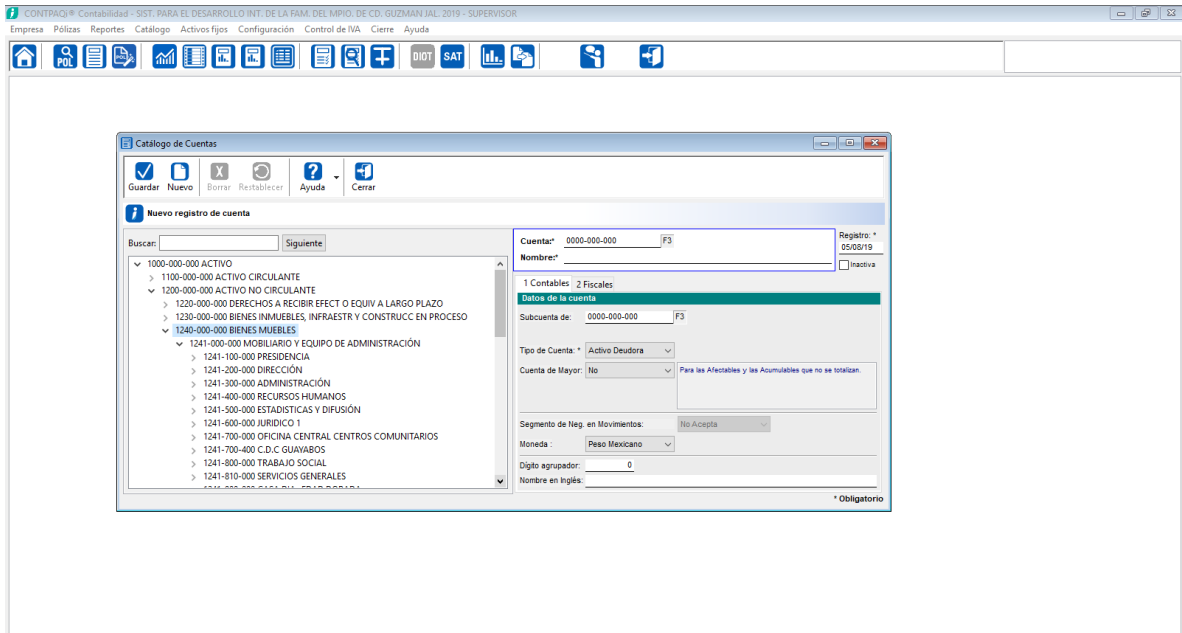 CONTPAQi® Contabilidad - SIST. PARA EL DESARROLLO INT. DE LA FAM. DEL MPIO. DE CD. GUZMAN JAL. 2019 - SUPERVISOR
Empresa Pólizas Reportes Catálogo Activos fijos Configuración Control de IVA Cierre Ayuda
POL DIOT SAT
Catálogo de Cuentas
Guardar Nuevo Borrar Restablecer Ayuda Cerrar
Nuevo registro de cuenta
Buscar: Siguiente
1000-000-000 ACTIVO
1100-000-000 ACTIVO CIRCULANTE
1200-000-000 ACTIVO NO CIRCULANTE
1220-000-000 DERECHOS A RECIBIR EFECT O EQUIV A LARGO PLAZO
1230-000-000 BIENES INMUEBLES, INFRAESTR Y CONSTRUCC EN PROCESO
1240-000-000 BIENES MUEBLES
1241-000-000 MOBILIARIO Y EQUIPO DE ADMINISTRACIÓN
1241-100-000 PRESIDENCIA
1241-200-000 DIRECCIÓN
1241-300-000 ADMINISTRACIÓN
1241-400-000 RECURSOS HUMANOS
1241-500-000 ESTADISTICAS Y DIFUSIÓN
1241-600-000 JURIDICO 1
1241-700-000 OFICINA CENTRAL CENTROS COMUNITARIOS
1241-700-400 C.D.C GUAYABOS
1241-800-000 TRABAJO SOCIAL
1241-810-000 SERVICIOS GENERALES
Cuenta:* 0000-000-000 F3
Nombre:*
Registro: *
05/08/19
Inactiva
1 Contables 2 Fiscales
Datos de la cuenta
Subcuenta de: 0000-000-000 F3
Tipo de Cuenta: * Activo Deudora
Cuenta de Mayor: No Para las Afectables y las Acumulables que no se totalizan.
Segmento de Neg. en Movimientos: No Acepta
Moneda : Peso Mexicano
Dígito agrupador: 0
Nombre en Inglés:
* Obligatorio